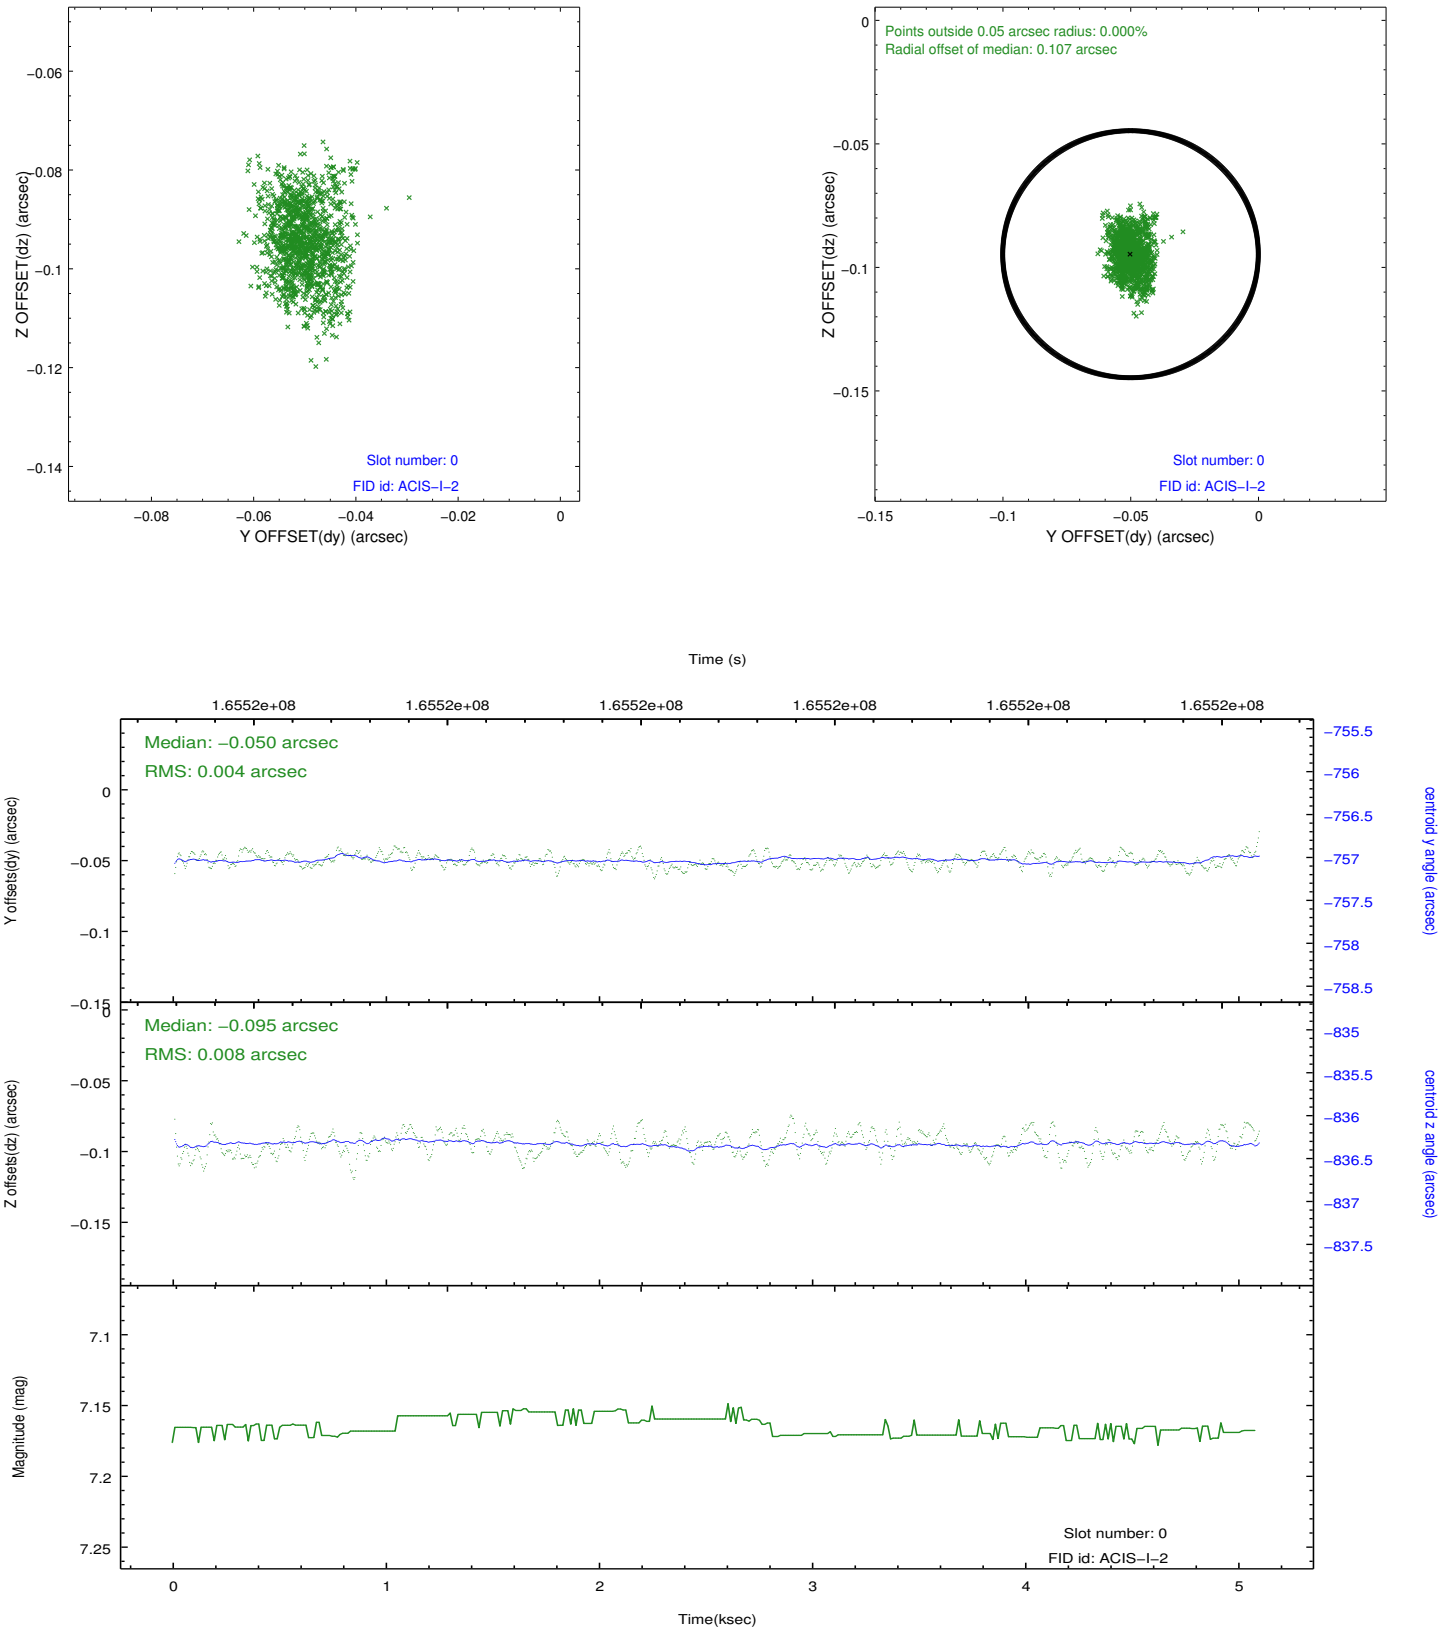 −0.06
−0.08
−0.1
−0.12
−0.14
Z OFFSET(dz) (arcsec)
Slot number: 0
FID id: ACIS−I−2
−0.08 −0.06 −0.04 −0.02 0
Y OFFSET(dy) (arcsec)
Points outside 0.05 arcsec radius: 0.000%
Radial offset of median: 0.107 arcsec
0
−0.05
−0.1
−0.15
Z OFFSET(dz) (arcsec)
Slot number: 0
FID id: ACIS−I−2
−0.15 −0.1 −0.05 0
Y OFFSET(dy) (arcsec)
Time (s)
1.6552e+08 1.6552e+08 1.6552e+08 1.6552e+08 1.6552e+08 1.6552e+08
Median: −0.050 arcsec
RMS: 0.004 arcsec
0
−0.05
−0.1
−0.15
Y offsets(dy) (arcsec)
−755.5
−756
−756.5
−757
−757.5
−758
−758.5
centroid y angle (arcsec)
Median: −0.095 arcsec
RMS: 0.008 arcsec
0
−0.05
−0.1
−0.15
Z offsets(dz) (arcsec)
−835
−835.5
−836
−836.5
−837
−837.5
centroid z angle (arcsec)
7.1
7.15
7.2
7.25
Magnitude (mag)
Slot number: 0
FID id: ACIS−I−2
0 1 2 3 4 5
Time(ksec)